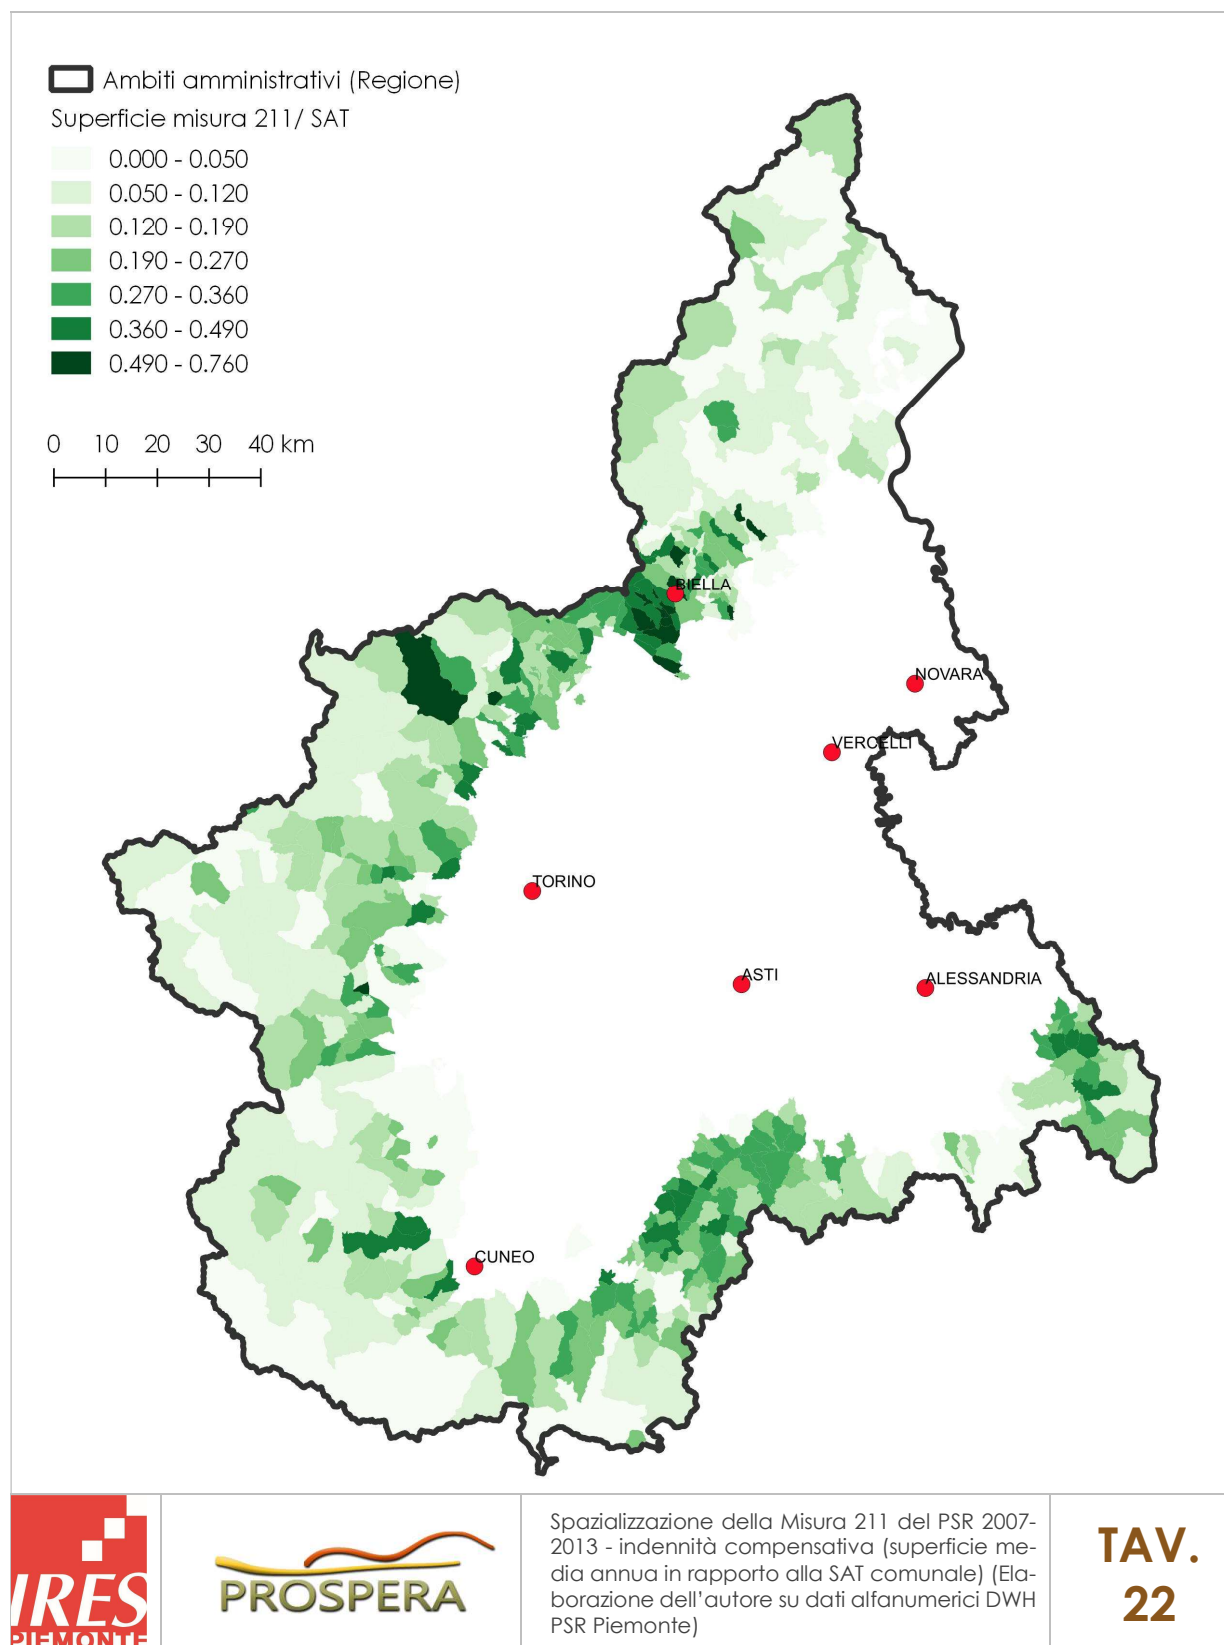 Ambiti amministrativi (Regione)
Superficie misura 211/ SAT
0.000 - 0.050
0.050 - 0.120
0.120 - 0.190
0.190 - 0.270
0.270 - 0.360
0.360 - 0.490
0.490 - 0.760
0 10 20 30 40 km
BIELLA
NOVARA
VERCELLI
TORINO
ASTI
ALESSANDRIA
CUNEO
IRES
PIEMONTE
PROSPERA
Spazializzazione della Misura 211 del PSR 2007-
2013 - indennità compensativa (superficie me-
dia annua in rapporto alla SAT comunale) (Ela-
borazione dell'autore su dati alfanumerici DWH
PSR Piemonte)
TAV.
22